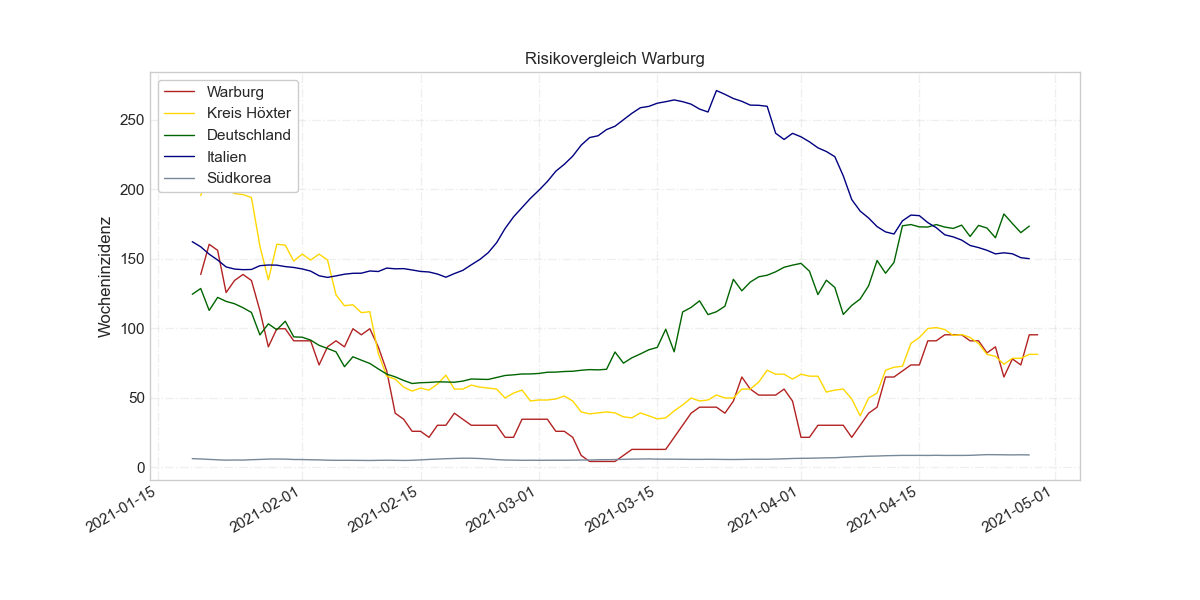 Risikovergleich Warburg
Warburg
Kreis Höxter
Deutschland
Italien
Südkorea
Wocheninzidenz
250
200
150
100
50
0
2021-01-15
2021-02-01
2021-02-15
2021-03-01
2021-03-15
2021-04-01
2021-04-15
2021-05-01